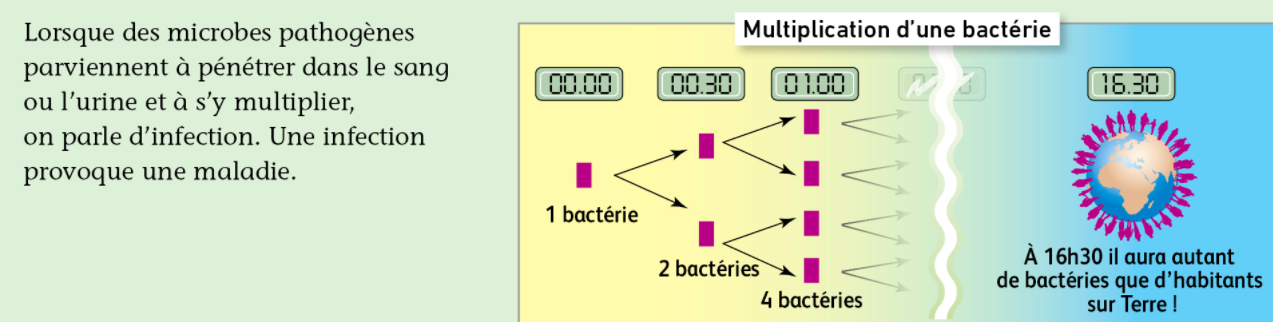 Lorsque des microbes pathogènes
parviennent à pénétrer dans le sang
ou l'urine et à s'y multiplier,
on parle d'infection. Une infection
provoque une maladie.
Multiplication d'une bactérie
00.00
00.30
01.00
16.30
1 bactérie
2 bactéries
4 bactéries
À 16h30 il aura autant
de bactéries que d'habitants
sur Terre !